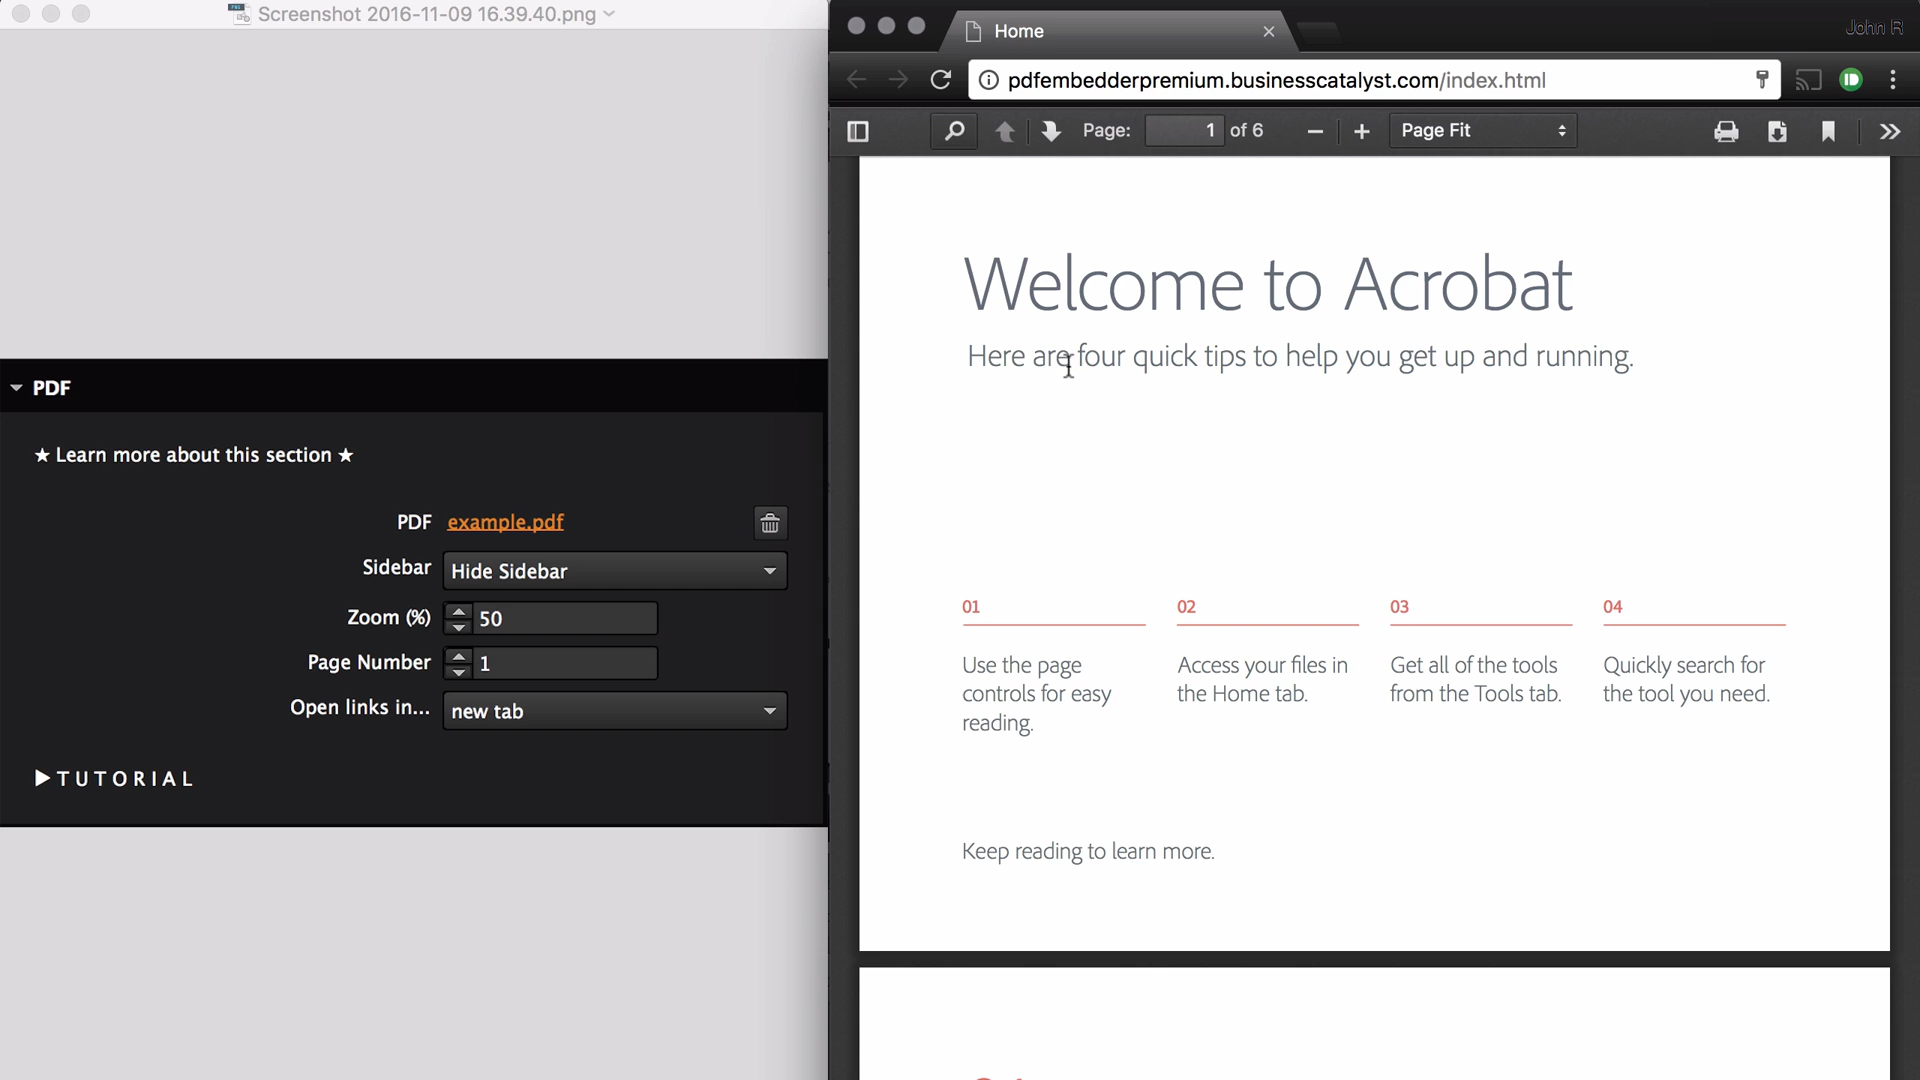 Screenshot 2016-11-09 16.39.40.png
PDF
★ Learn more about this section ★
PDF example.pdf
Sidebar Hide Sidebar
Zoom (%) 50
Page Number 1
Open links in... new tab
▶ TUTORIAL
Home
John R
pdfembedderpremium.businesscatalyst.com/index.html
Page: 1 of 6
Page Fit
Welcome to Acrobat
Here are four quick tips to help you get up and running.
01
Use the page
controls for easy
reading.
02
Access your files in
the Home tab.
03
Get all of the tools
from the Tools tab.
04
Quickly search for
the tool you need.
Keep reading to learn more.